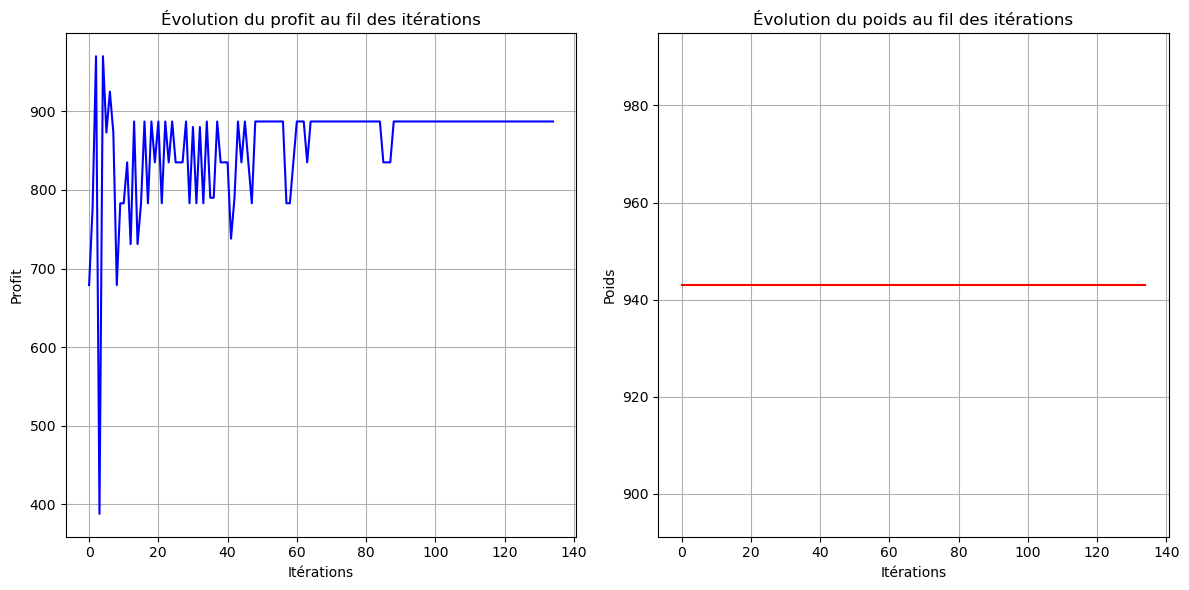 Évolution du profit au fil des itérations
900
800
700
600
500
400
Profit
0 20 40 60 80 100 120 140
Itérations
Évolution du poids au fil des itérations
980
960
940
920
900
Poids
0 20 40 60 80 100 120 140
Itérations